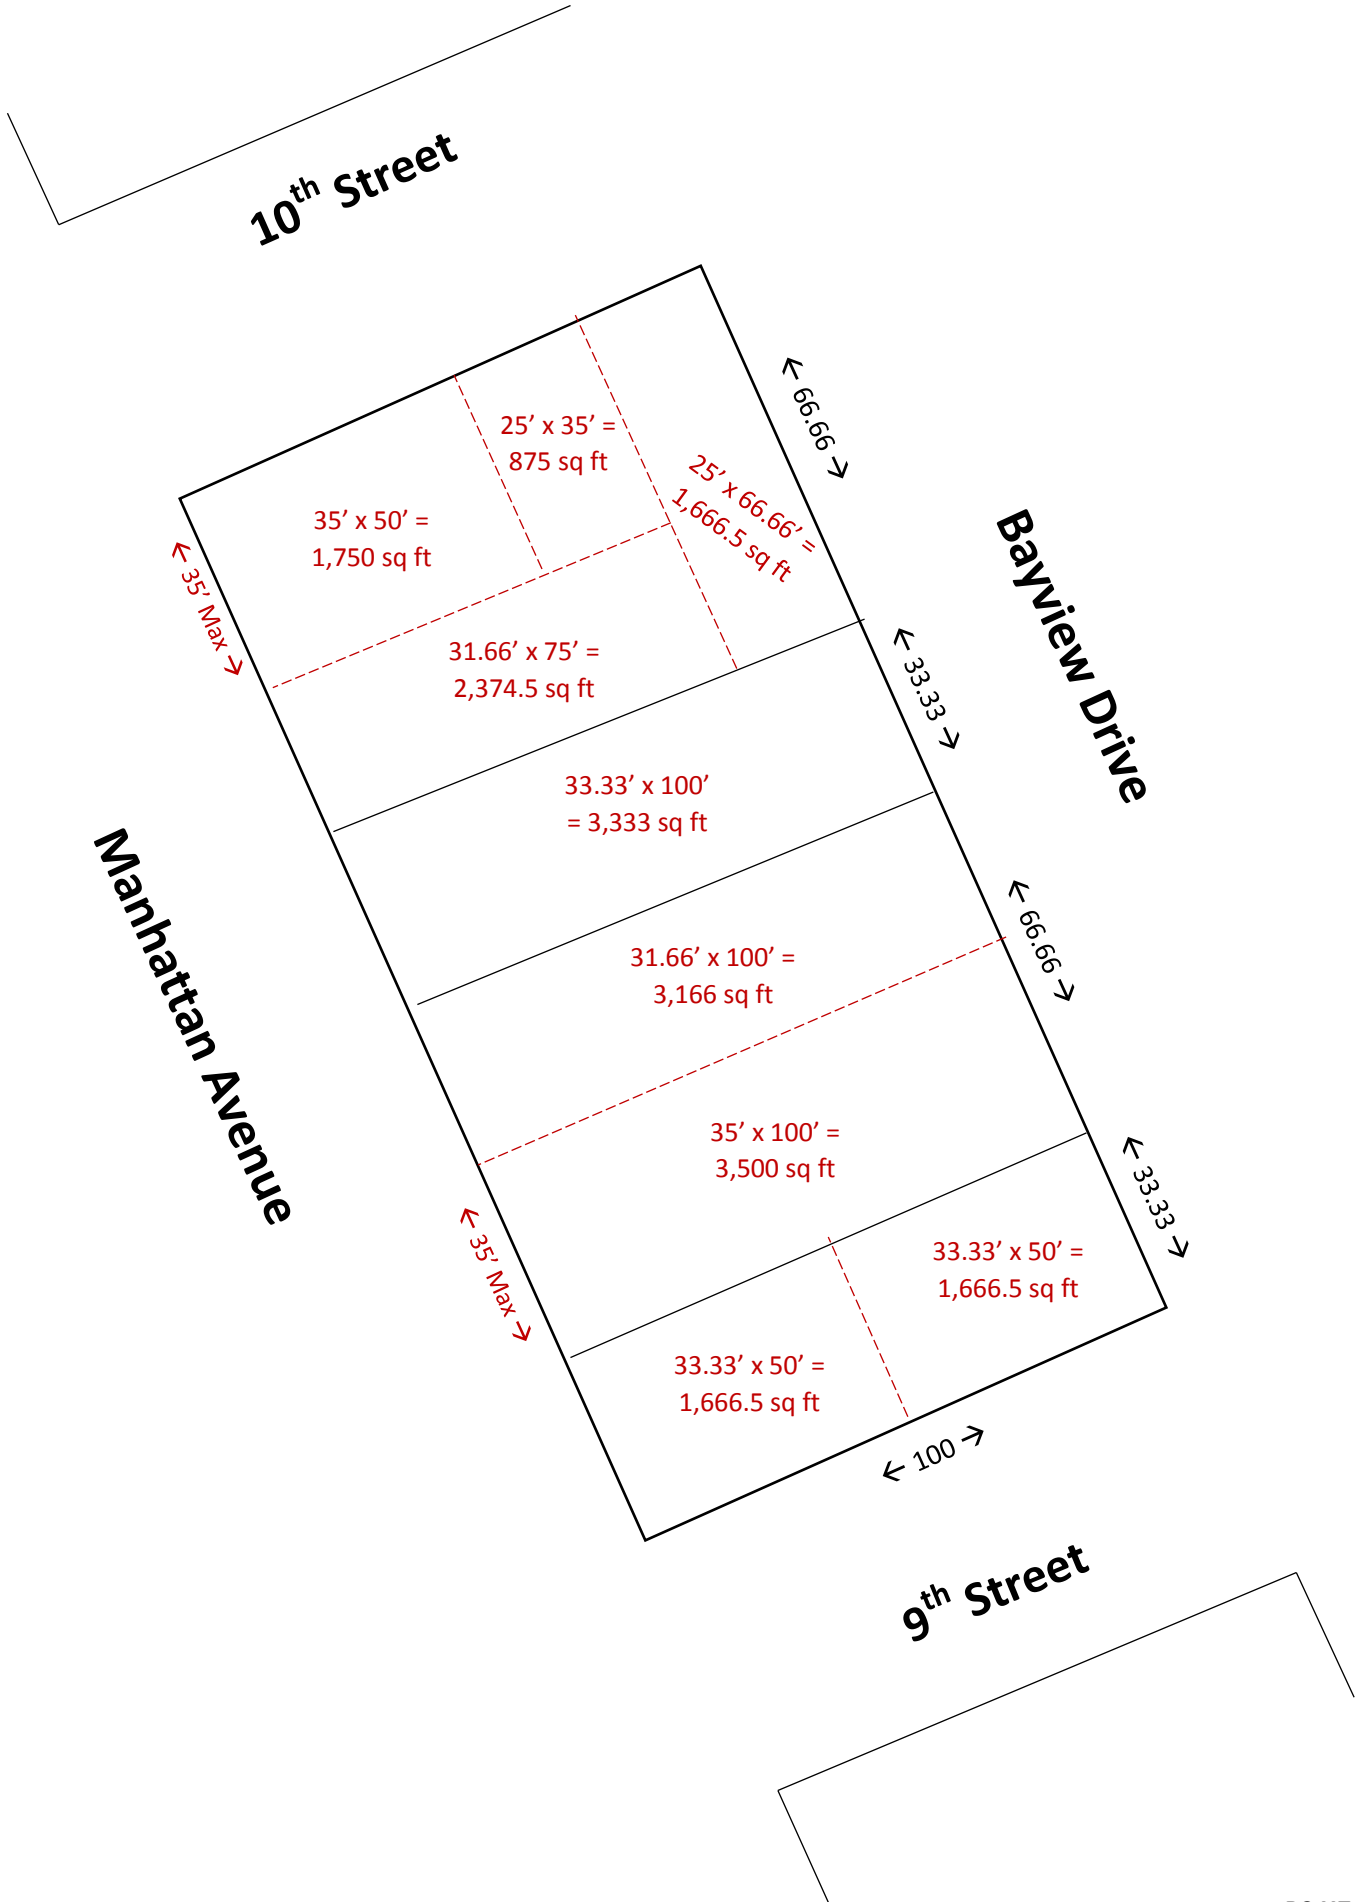 10th Street
← 66.66 →
25’ x 35’ =
875 sq ft
25’ x 66.66’ =
1,666.5 sq ft
35’ x 50’ =
1,750 sq ft
← 35’ Max →
Bayview Drive
31.66’ x 75’ =
2,374.5 sq ft
← 33.33 →
33.33’ x 100’
= 3,333 sq ft
Manhattan Avenue
← 66.66 →
31.66’ x 100’ =
3,166 sq ft
35’ x 100’ =
3,500 sq ft
← 33.33 →
← 35’ Max →
33.33’ x 50’ =
1,666.5 sq ft
33.33’ x 50’ =
1,666.5 sq ft
← 100 →
9th Street